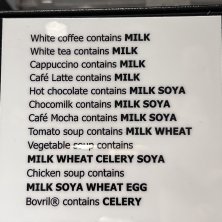 White coffee contains MILK
White tea contains MILK
Cappuccino contains MILK
Café Latte contains MILK
Hot chocolate contains MILK SOYA
Chocomilk contains MILK SOYA
Café Mocha contains MILK SOYA
Tomato soup contains MILK WHEAT
Vegetable soup contains
MILK WHEAT CELERY SOYA
Chicken soup contains
MILK SOYA WHEAT EGG
Bovril® contains CELERY